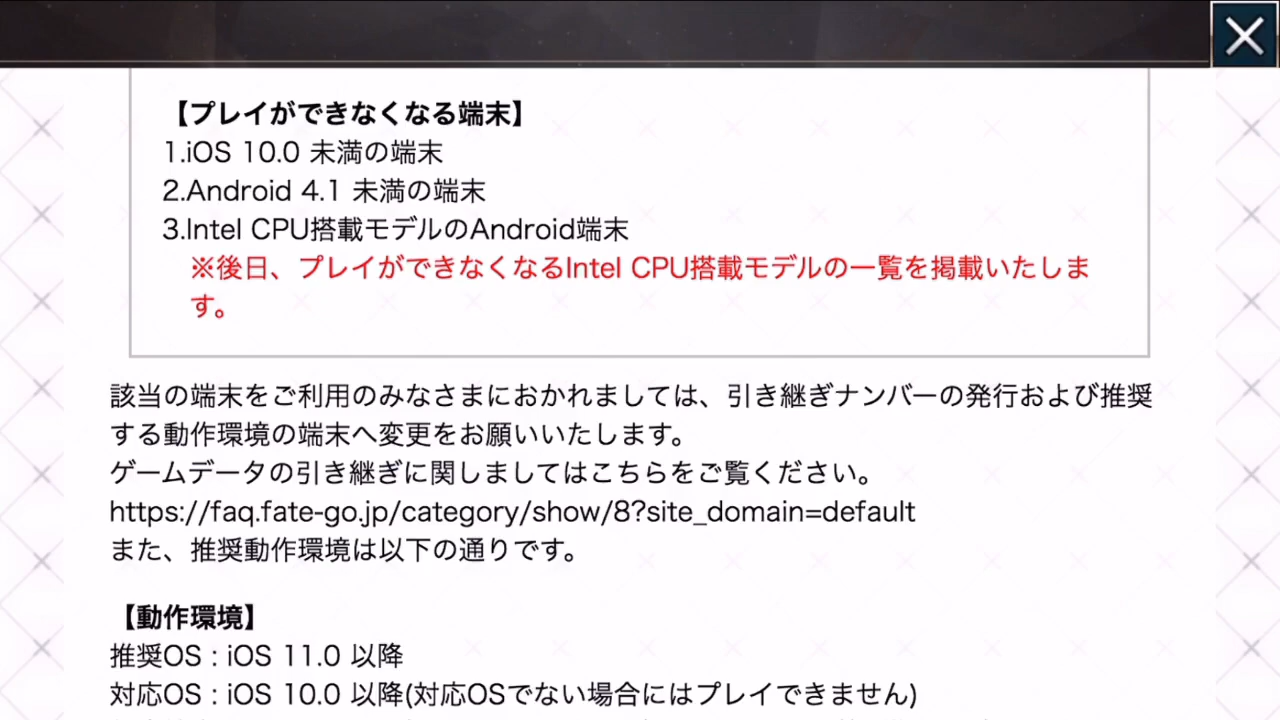 【プレイができなくなる端末】
1.iOS 10.0 未満の端末
2.Android 4.1 未満の端末
3.Intel CPU搭載モデルのAndroid端末
※後日、プレイができなくなるIntel CPU搭載モデルの一覧を掲載いたしま
す。
該当の端末をご利用のみなさまにおかれましては、引き継ぎナンバーの発行および推奨
する動作環境の端末へ変更をお願いいたします。
ゲームデータの引き継ぎに関しましてはこちらをご覧ください。
https://faq.fate-go.jp/category/show/8?site_domain=default
また、推奨動作環境は以下の通りです。
【動作環境】
推奨OS : iOS 11.0 以降
対応OS : iOS 10.0 以降(対応OSでない場合にはプレイできません)